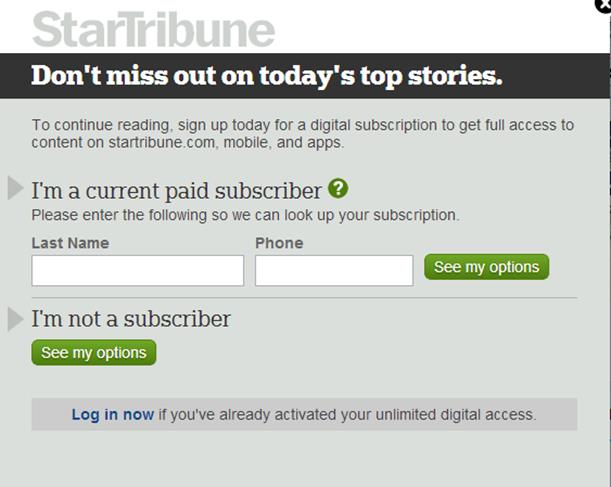 StarTribune
Don't miss out on today's top stories.
To continue reading, sign up today for a digital subscription to get full access to
content on startribune.com, mobile, and apps.
I'm a current paid subscriber ?
Please enter the following so we can look up your subscription.
Last Name Phone
See my options
I'm not a subscriber
See my options
Log in now if you've already activated your unlimited digital access.